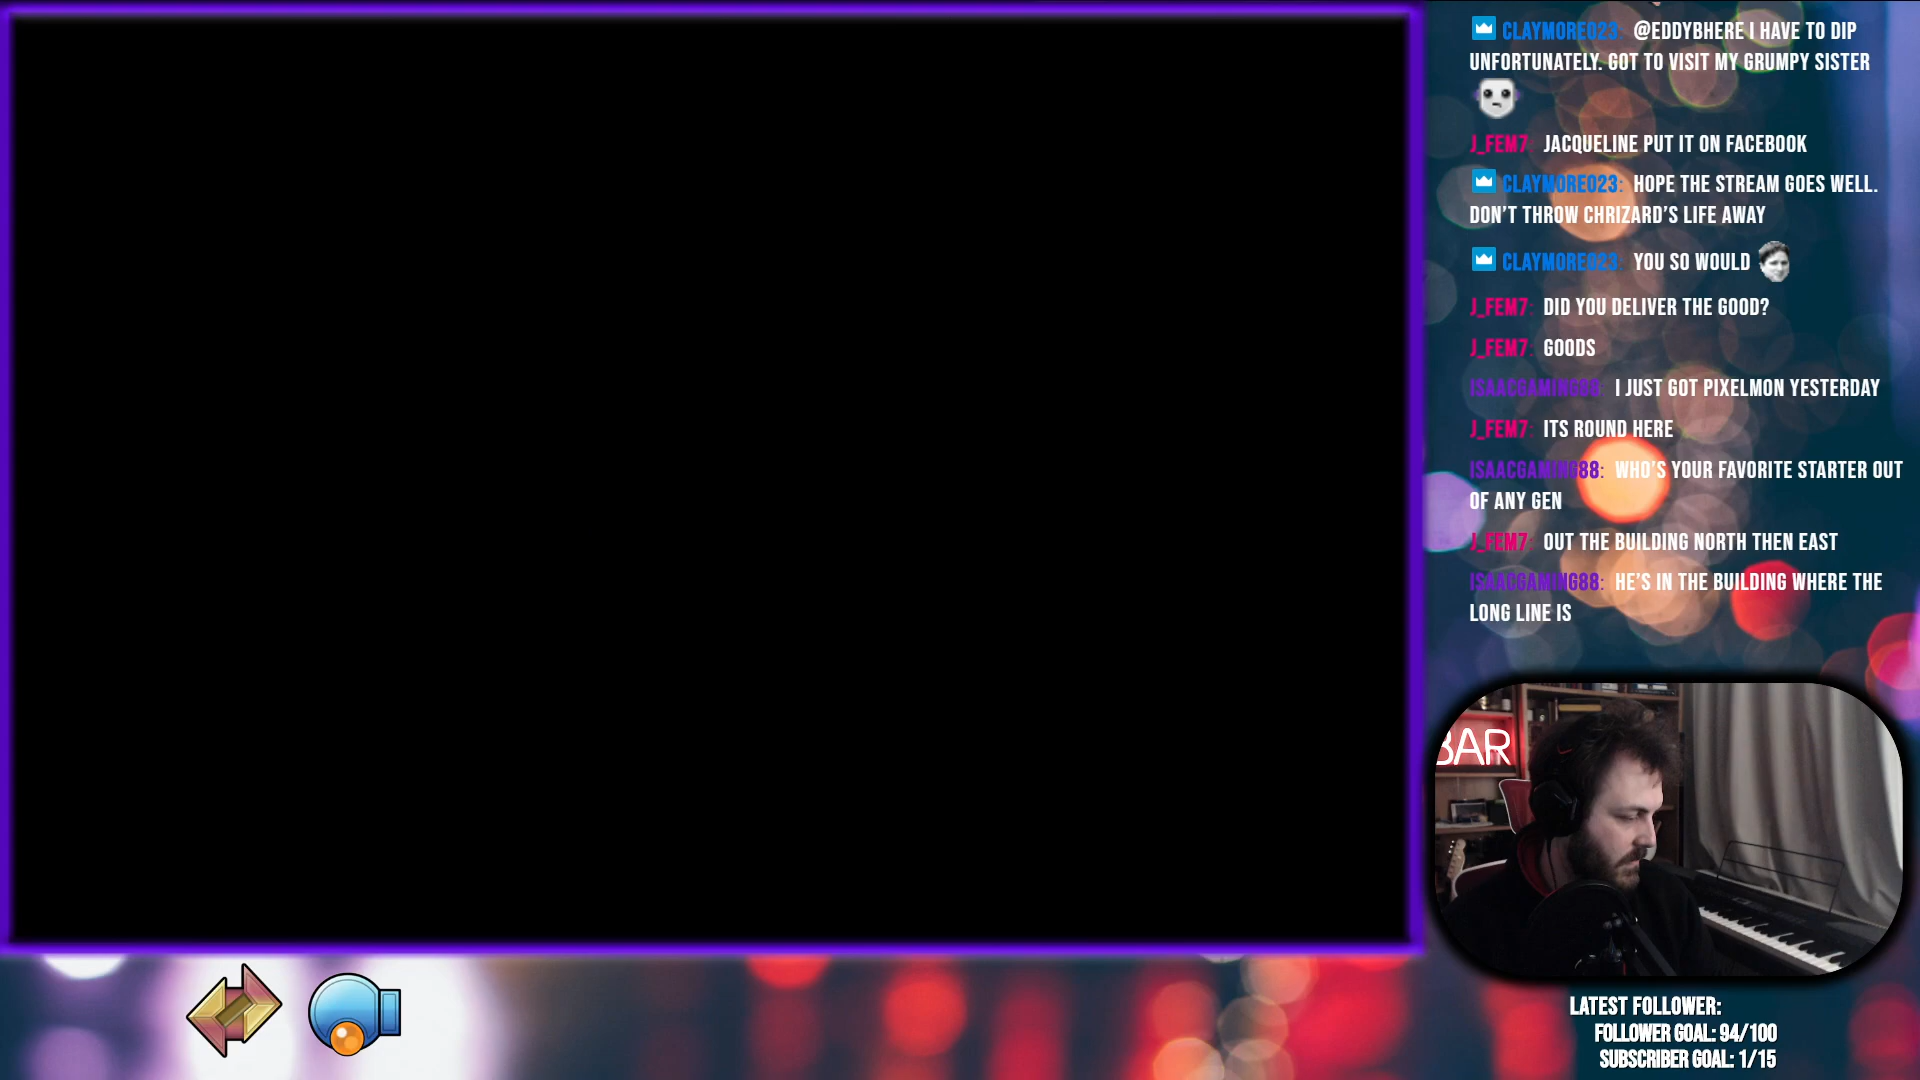 CLAYMORE023: @EDDYBHERE I HAVE TO DIP
UNFORTUNATELY. GOT TO VISIT MY GRUMPY SISTER
J_FEM7: JACQUELINE PUT IT ON FACEBOOK
CLAYMORE023: HOPE THE STREAM GOES WELL.
DON'T THROW CHRIZARD'S LIFE AWAY
CLAYMORE023: YOU SO WOULD
J_FEM7: DID YOU DELIVER THE GOOD?
J_FEM7: GOODS
ISAACGAMING88: I JUST GOT PIXELMON YESTERDAY
J_FEM7: ITS ROUND HERE
ISAACGAMING88: WHO'S YOUR FAVORITE STARTER OUT
OF ANY GEN
J_FEM7: OUT THE BUILDING NORTH THEN EAST
ISAACGAMING88: HE'S IN THE BUILDING WHERE THE
LONG LINE IS
BAR
LATEST FOLLOWER:
FOLLOWER GOAL: 94/100
SUBSCRIBER GOAL: 1/15